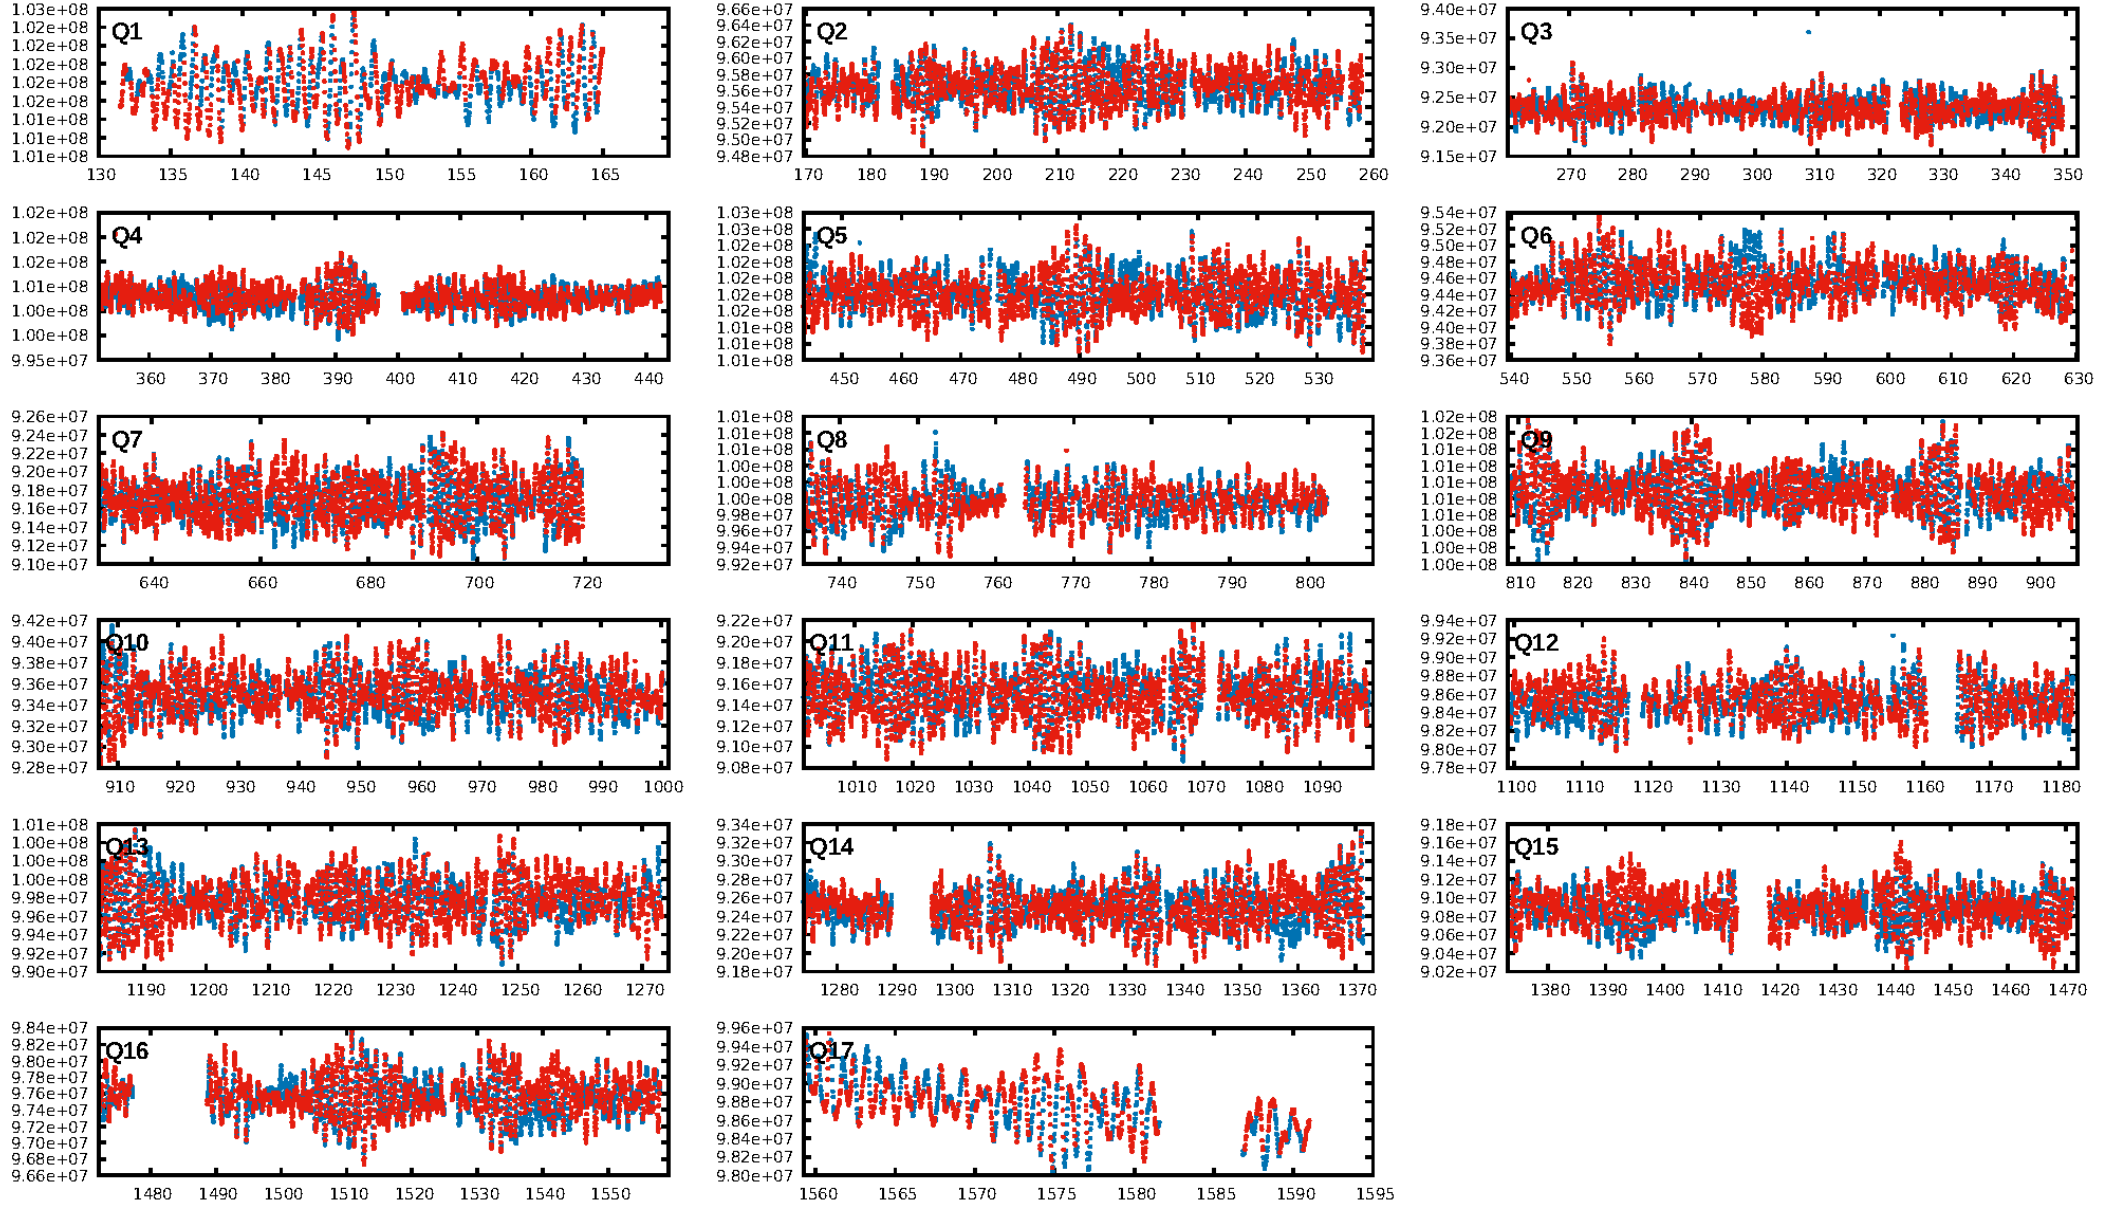 Q1
1.03e+08
1.02e+08
1.02e+08
1.02e+08
1.02e+08
1.02e+08
1.01e+08
1.01e+08
1.01e+08
130 135 140 145 150 155 160 165
Q2
9.66e+07
9.64e+07
9.62e+07
9.60e+07
9.58e+07
9.56e+07
9.54e+07
9.52e+07
9.50e+07
9.48e+07
170 180 190 200 210 220 230 240 250 260
Q3
9.40e+07
9.35e+07
9.30e+07
9.25e+07
9.20e+07
9.15e+07
270 280 290 300 310 320 330 340 350
Q4
1.02e+08
1.02e+08
1.02e+08
1.01e+08
1.00e+08
1.00e+08
9.95e+07
360 370 380 390 400 410 420 430 440
Q5
1.03e+08
1.03e+08
1.02e+08
1.02e+08
1.02e+08
1.02e+08
1.02e+08
1.01e+08
1.01e+08
1.01e+08
450 460 470 480 490 500 510 520 530
Q6
9.54e+07
9.52e+07
9.50e+07
9.48e+07
9.46e+07
9.44e+07
9.42e+07
9.40e+07
9.38e+07
9.36e+07
540 550 560 570 580 590 600 610 620 630
Q7
9.26e+07
9.24e+07
9.22e+07
9.20e+07
9.18e+07
9.16e+07
9.14e+07
9.12e+07
9.10e+07
640 660 680 700 720
Q8
1.01e+08
1.01e+08
1.01e+08
1.00e+08
1.00e+08
1.00e+08
9.98e+07
9.96e+07
9.94e+07
9.92e+07
740 750 760 770 780 790 800
Q9
1.02e+08
1.02e+08
1.01e+08
1.01e+08
1.01e+08
1.01e+08
1.01e+08
1.00e+08
1.00e+08
1.00e+08
810 820 830 840 850 860 870 880 890 900
Q10
9.42e+07
9.40e+07
9.38e+07
9.36e+07
9.34e+07
9.32e+07
9.30e+07
9.28e+07
910 920 930 940 950 960 970 980 990 1000
Q11
9.22e+07
9.20e+07
9.18e+07
9.16e+07
9.14e+07
9.12e+07
9.10e+07
9.08e+07
1010 1020 1030 1040 1050 1060 1070 1080 1090
Q12
9.94e+07
9.92e+07
9.90e+07
9.88e+07
9.86e+07
9.84e+07
9.82e+07
9.80e+07
9.78e+07
1100 1110 1120 1130 1140 1150 1160 1170 1180
Q13
1.01e+08
1.00e+08
1.00e+08
1.00e+08
9.98e+07
9.96e+07
9.94e+07
9.92e+07
9.90e+07
1190 1200 1210 1220 1230 1240 1250 1260 1270
Q14
9.34e+07
9.32e+07
9.30e+07
9.28e+07
9.26e+07
9.24e+07
9.22e+07
9.20e+07
9.18e+07
1280 1290 1300 1310 1320 1330 1340 1350 1360 1370
Q15
9.18e+07
9.16e+07
9.14e+07
9.12e+07
9.10e+07
9.08e+07
9.06e+07
9.04e+07
9.02e+07
1380 1390 1400 1410 1420 1430 1440 1450 1460 1470
Q16
9.84e+07
9.82e+07
9.80e+07
9.78e+07
9.76e+07
9.74e+07
9.72e+07
9.70e+07
9.68e+07
9.66e+07
1480 1490 1500 1510 1520 1530 1540 1550
Q17
9.96e+07
9.94e+07
9.92e+07
9.90e+07
9.88e+07
9.86e+07
9.84e+07
9.82e+07
9.80e+07
1560 1565 1570 1575 1580 1585 1590 1595